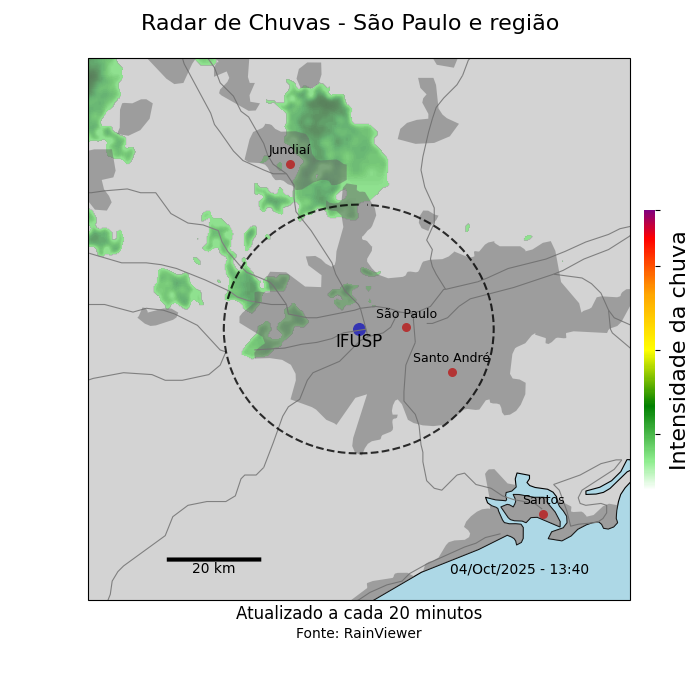 Radar de Chuvas - São Paulo e região
Jundiaí
São Paulo
IFUSP
Santo André
Santos
20 km
04/Oct/2025 - 13:40
Intensidade da chuva
Atualizado a cada 20 minutos
Fonte: RainViewer